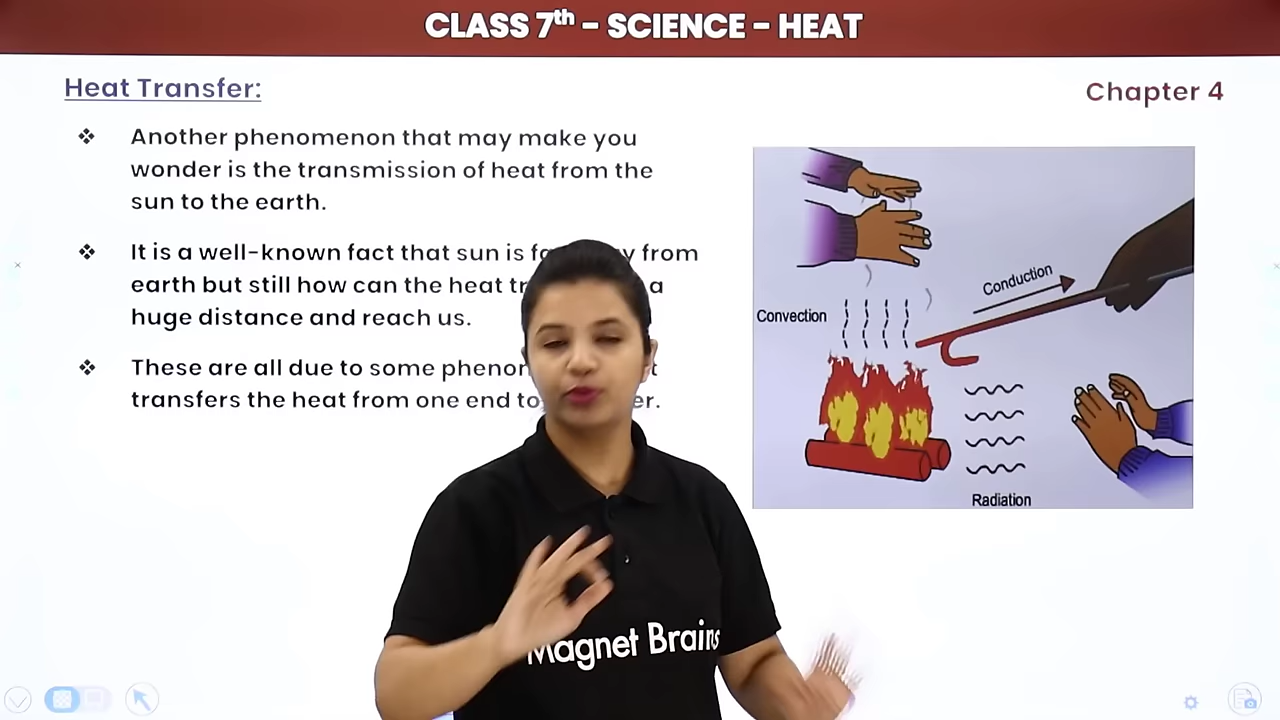 CLASS 7th – SCIENCE – HEAT
Heat Transfer:
Chapter 4
❖ Another phenomenon that may make you
wonder is the transmission of heat from the
sun to the earth.
❖ It is a well-known fact that sun is from
earth but still how can the heat a
huge distance and reach us.
❖ These are all due to some
transfers the heat from one end to
Conduction
Convection
Radiation
Magnet Brains